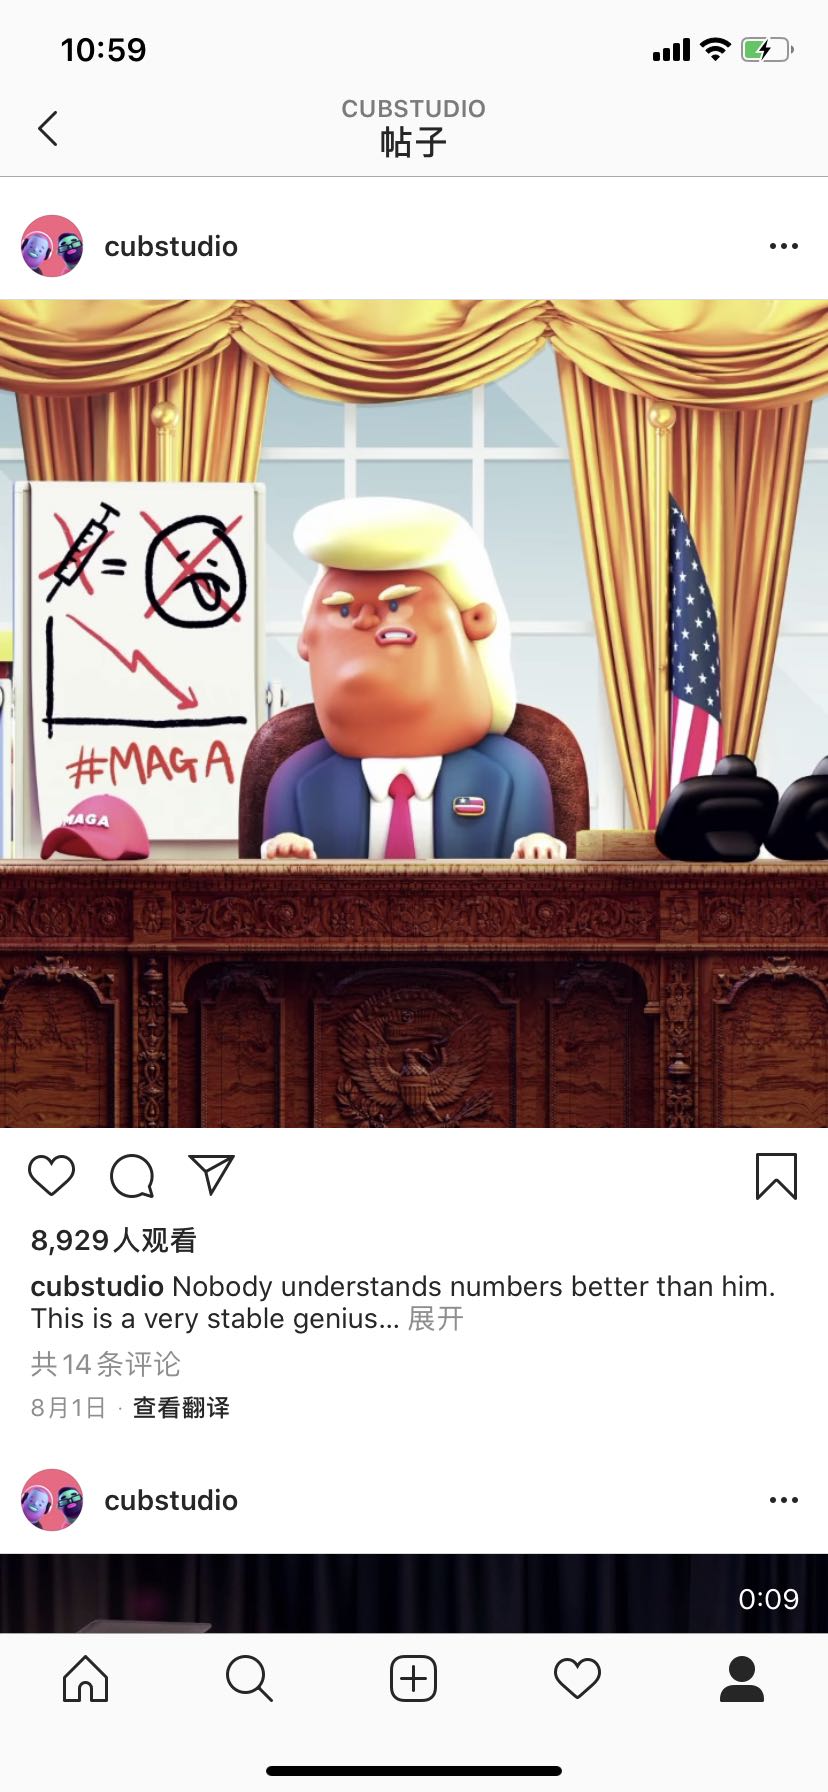 10:59
CUBSTUDIO
帖子
cubstudio
=
#MAGA
MAGA
8,929人观看
cubstudio Nobody understands numbers better than him.
This is a very stable genius... 展开
共14条评论
8月1日 · 查看翻译
cubstudio
0:09